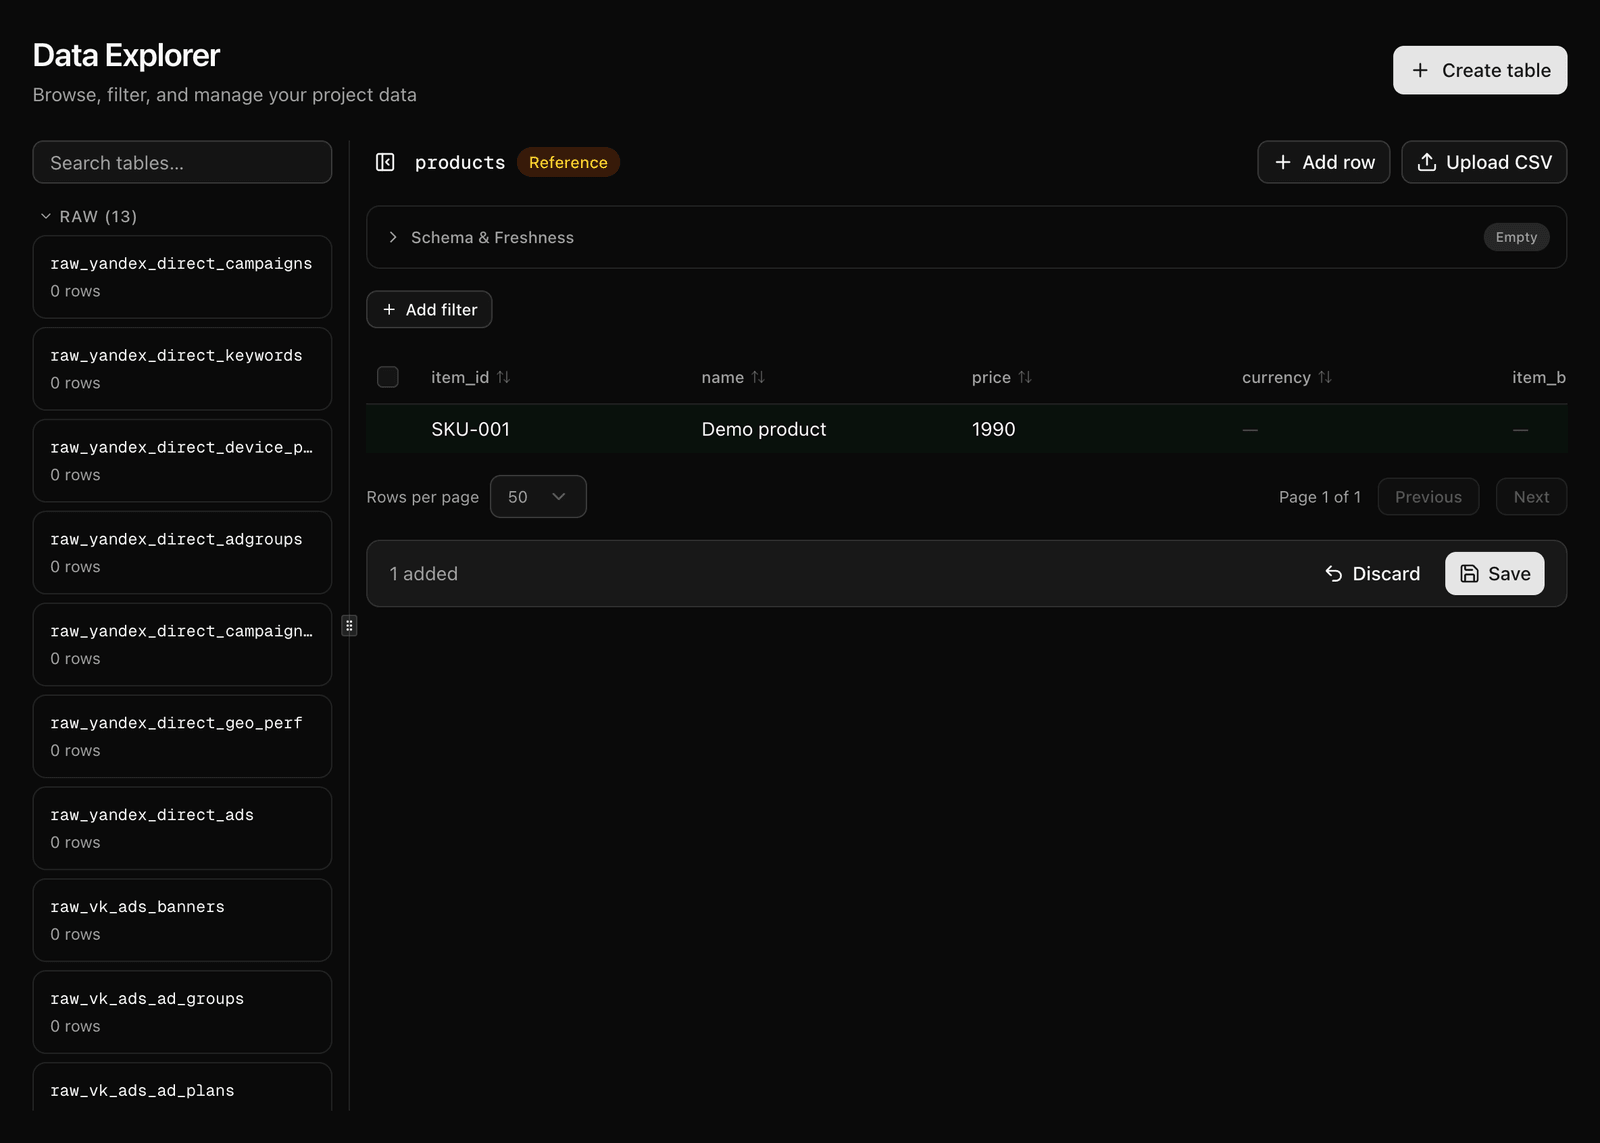 Data Explorer
Browse, filter, and manage your project data
Create table
Search tables...
RAW (13)
raw_yandex_direct_campaigns
0 rows
raw_yandex_direct_keywords
0 rows
raw_yandex_direct_device_p…
0 rows
raw_yandex_direct_adgroups
0 rows
raw_yandex_direct_campaign…
0 rows
raw_yandex_direct_geo_perf
0 rows
raw_yandex_direct_ads
0 rows
raw_vk_ads_banners
0 rows
raw_vk_ads_ad_groups
0 rows
raw_vk_ads_ad_plans
products Reference
Add row Upload CSV
Schema & Freshness Empty
Add filter
item_id name price currency item_b
SKU-001 Demo product 1990 — —
Rows per page 50 Page 1 of 1 Previous Next
1 added Discard Save